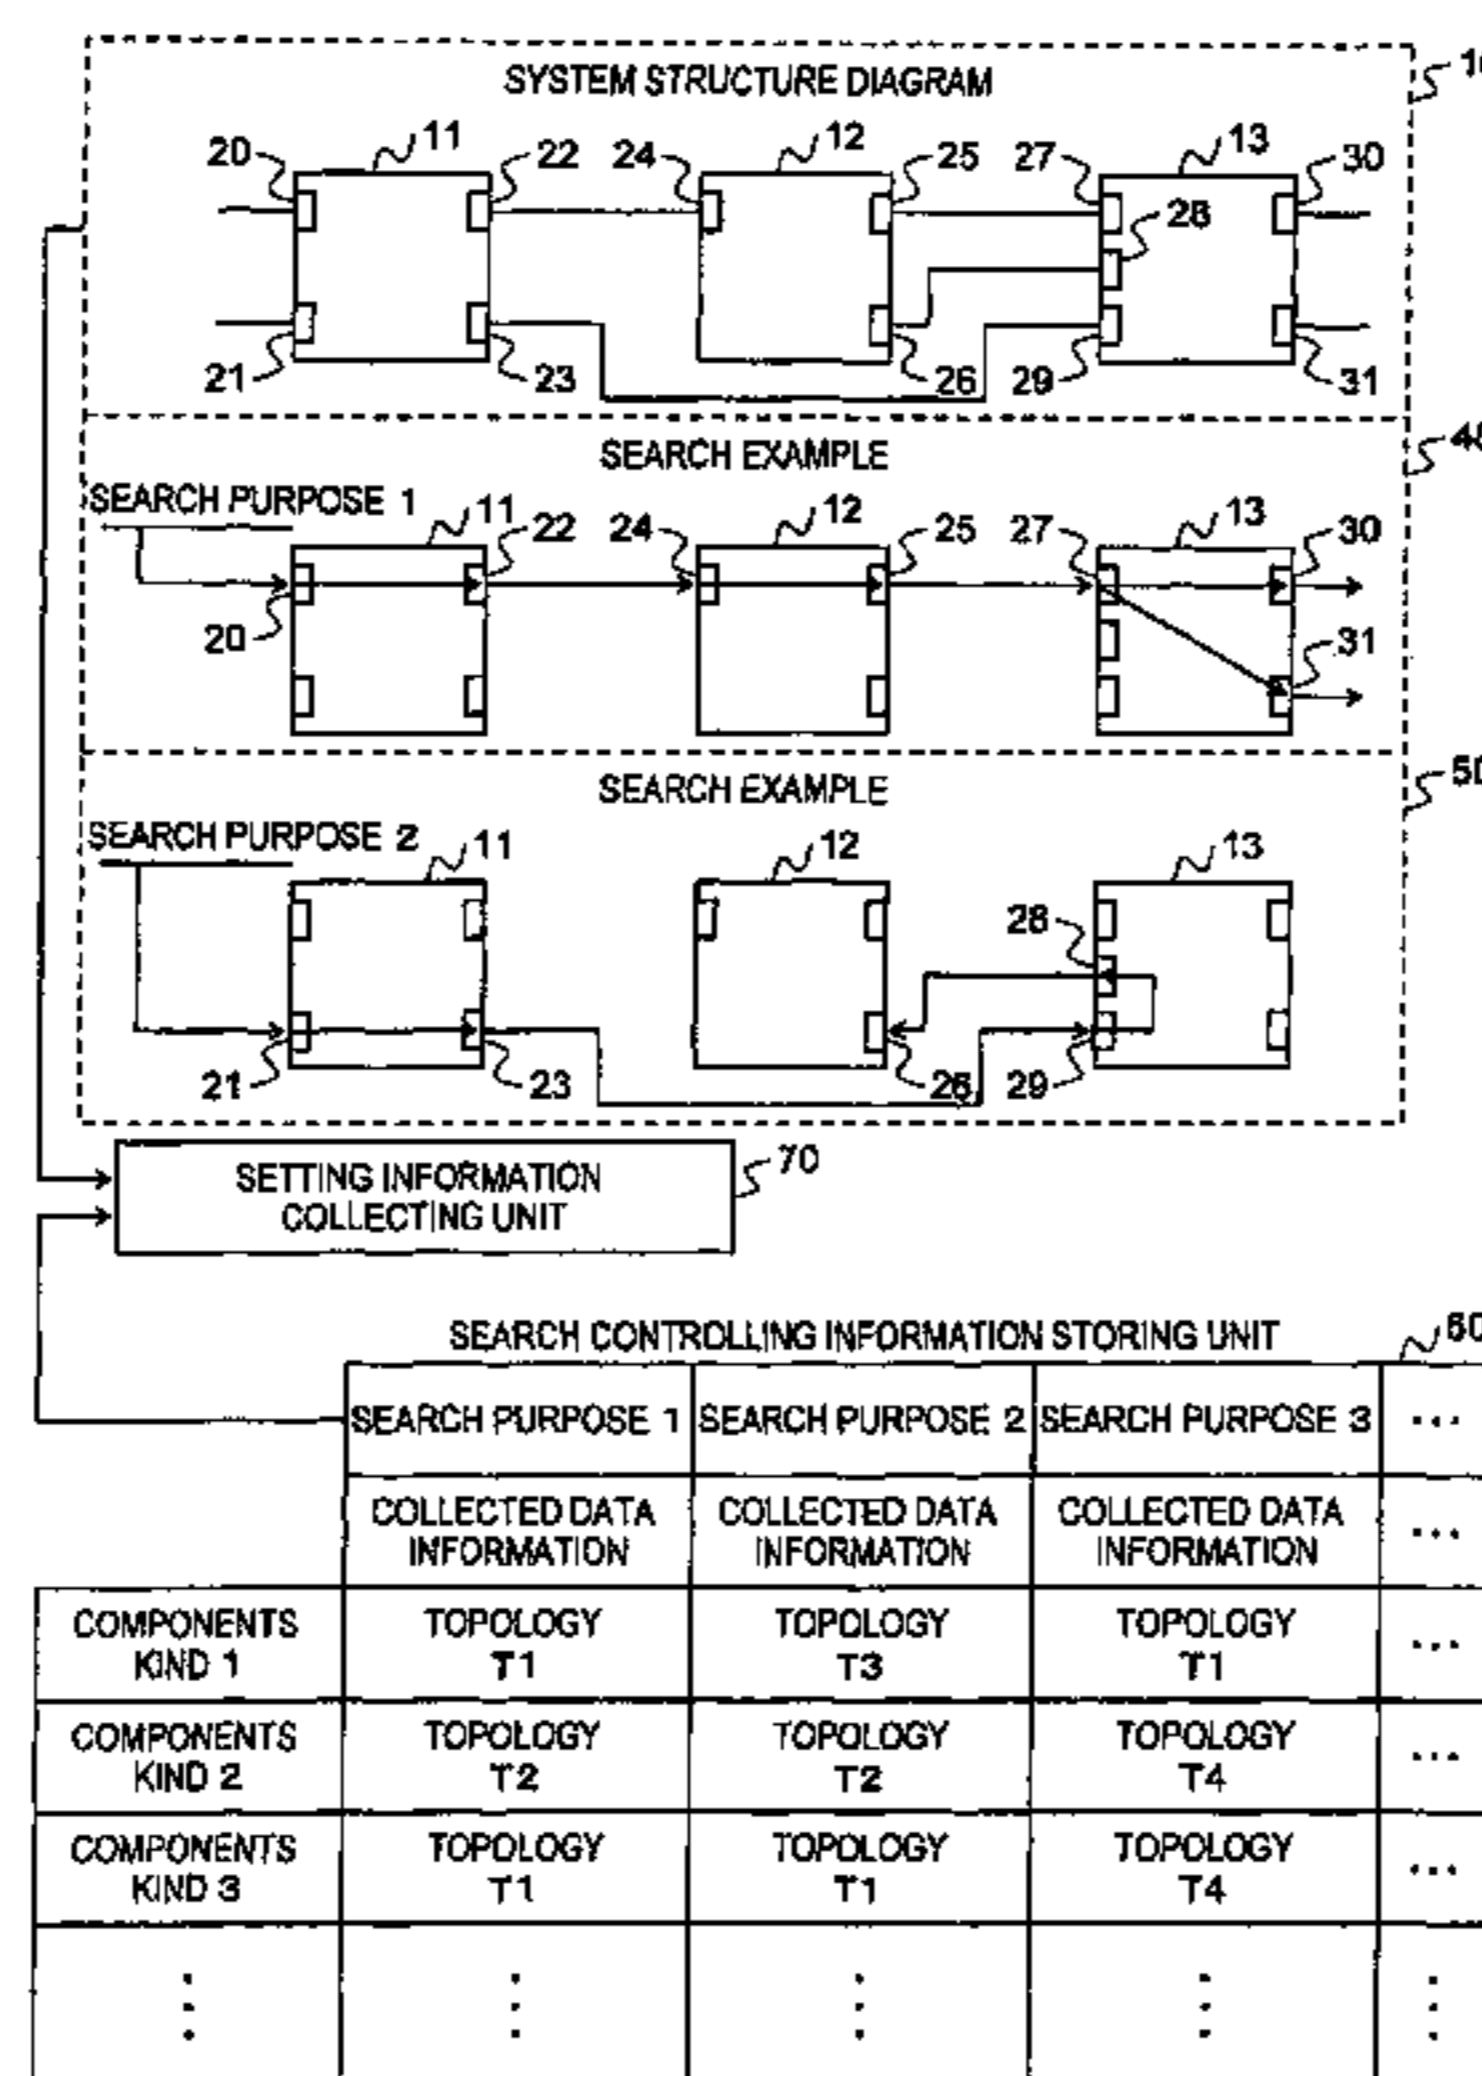 SYSTEM STRUCTURE DIAGRAM
20 11 22 24 12 25 27 13 30
28
21 23 26 29 31
SEARCH EXAMPLE
SEARCH PURPOSE 1
11 22 24 12 25 27 13 30
20 31
SEARCH EXAMPLE
SEARCH PURPOSE 2
11 12 13
28
21 23 26 29
SETTING INFORMATION
COLLECTING UNIT
70
SEARCH CONTROLLING INFORMATION STORING UNIT
SEARCH PURPOSE 1 SEARCH PURPOSE 2 SEARCH PURPOSE 3 ...
COLLECTED DATA INFORMATION COLLECTED DATA INFORMATION COLLECTED DATA INFORMATION ...
COMPONENTS KIND 1 TOPOLOGY T1 TOPOLOGY T3 TOPOLOGY T1 ...
COMPONENTS KIND 2 TOPOLOGY T2 TOPOLOGY T2 TOPOLOGY T4 ...
COMPONENTS KIND 3 TOPOLOGY T1 TOPOLOGY T1 TOPOLOGY T4 ...